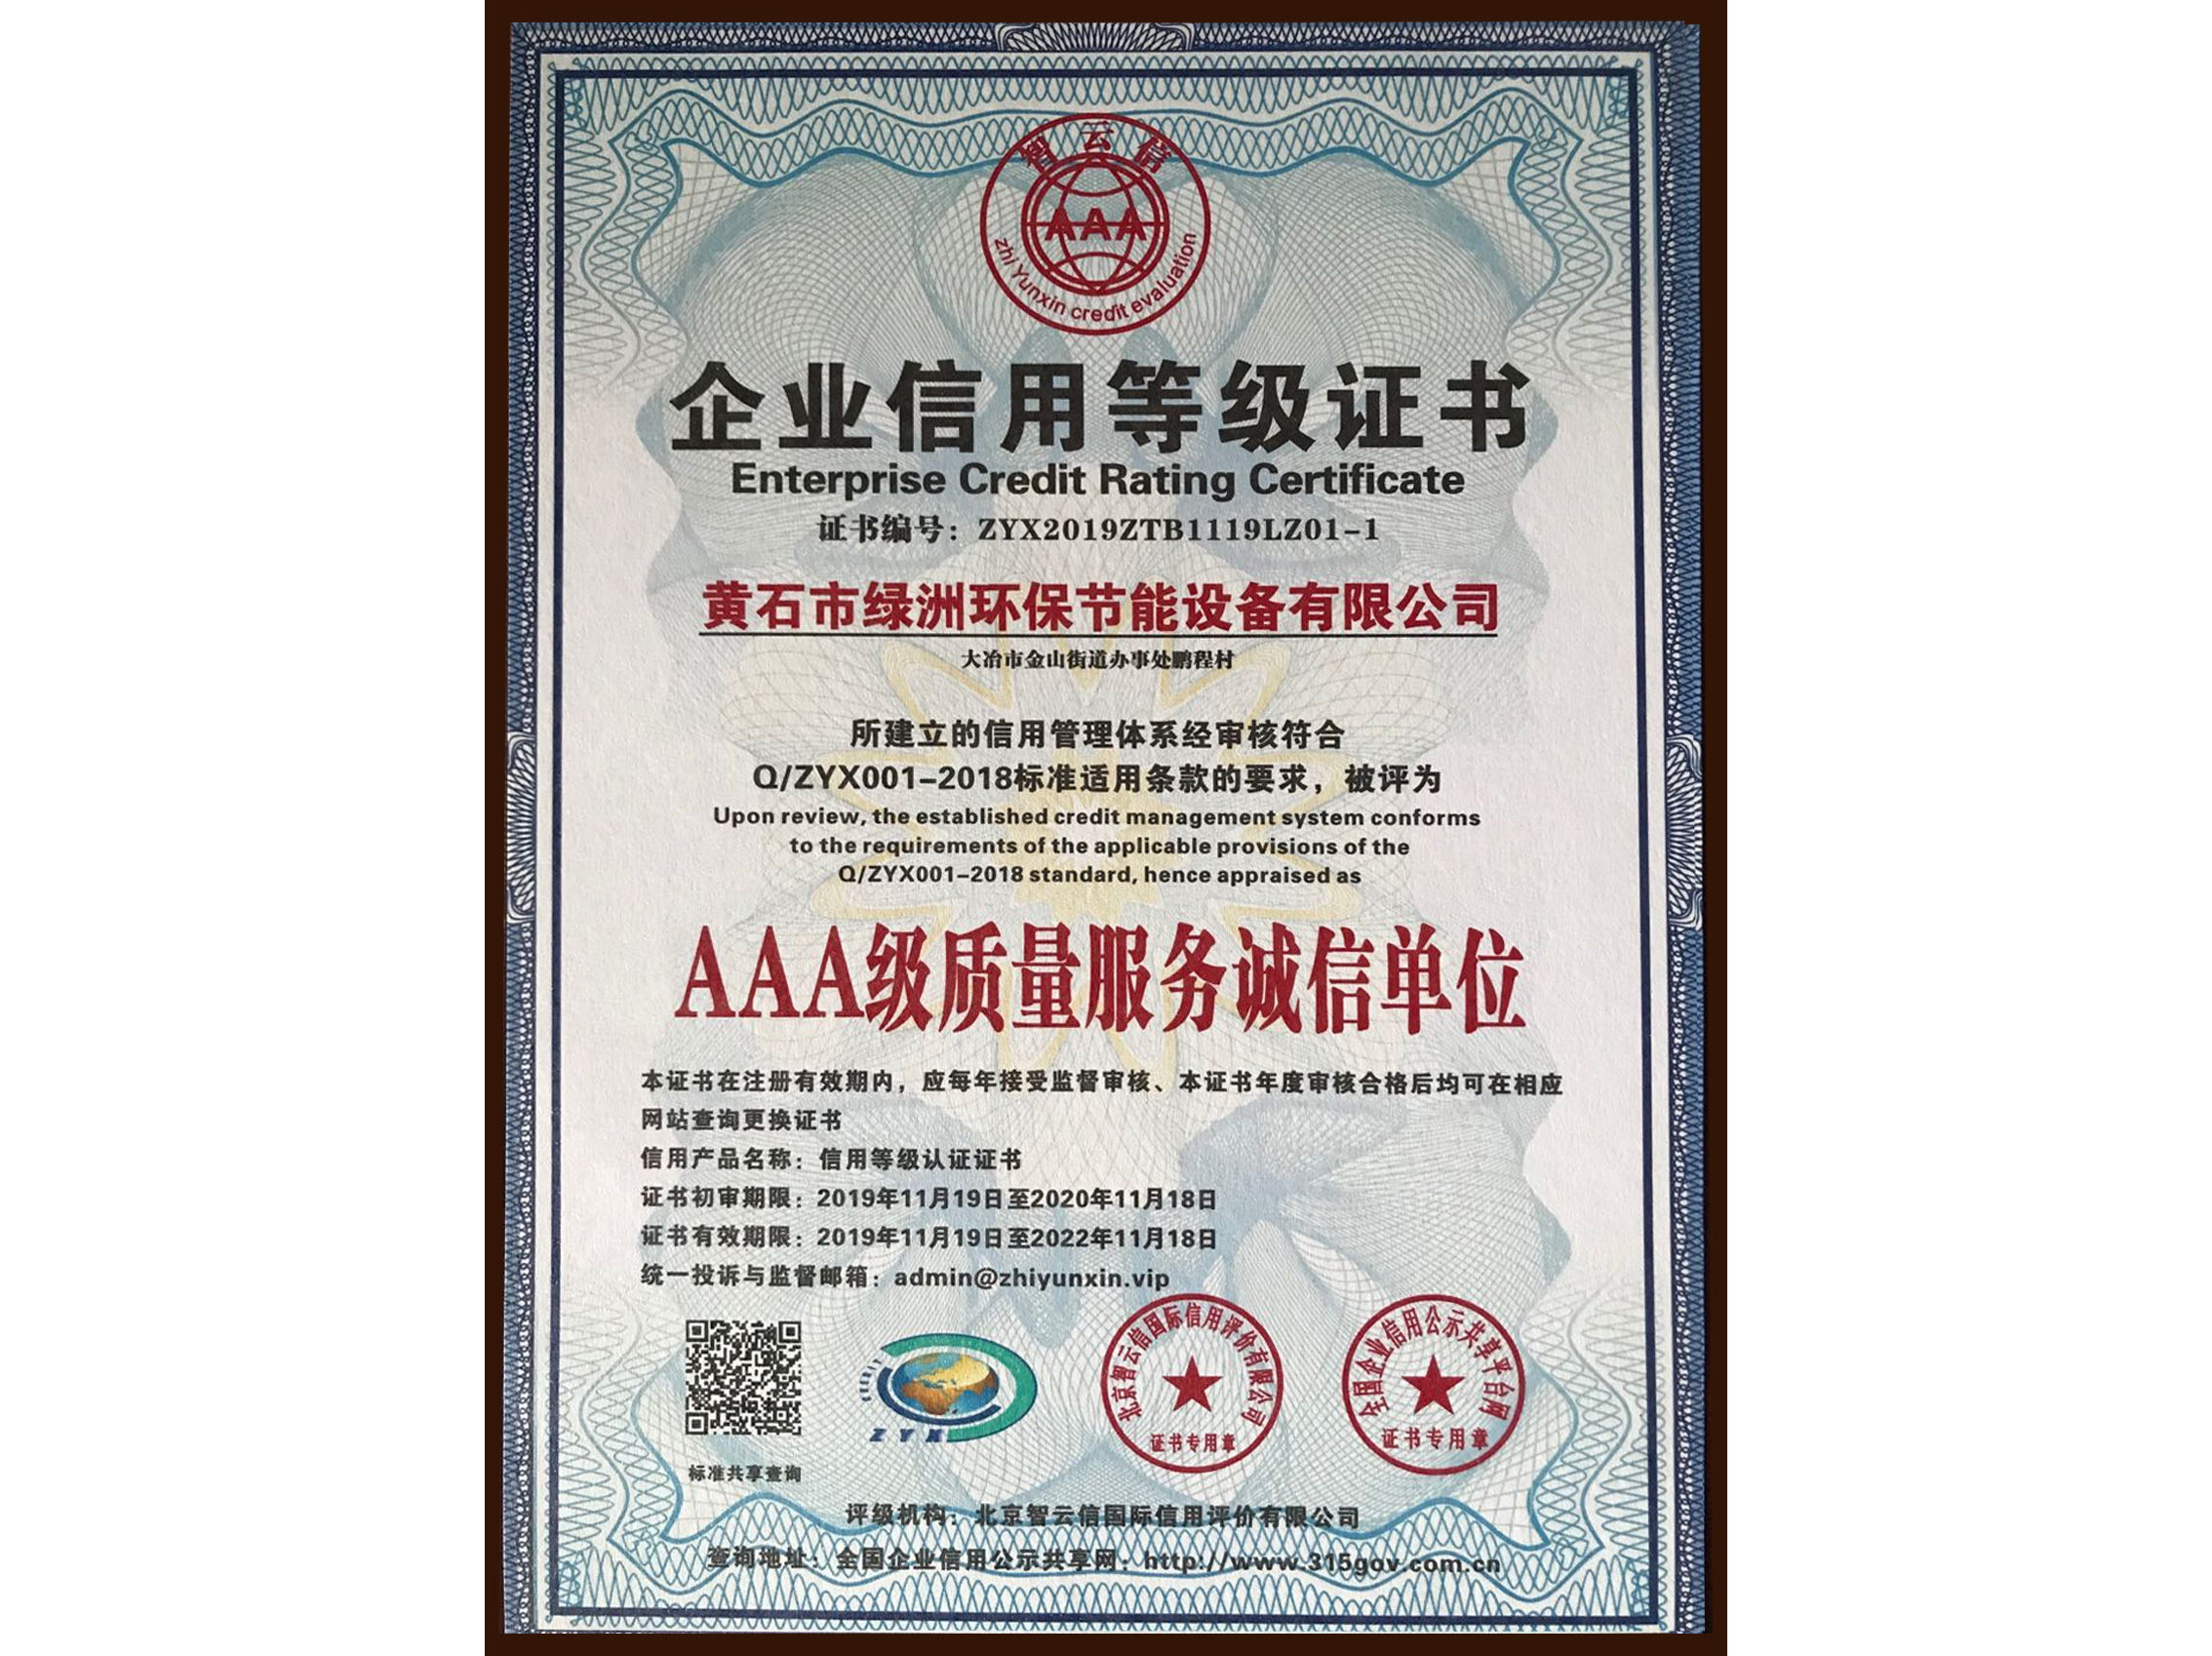 智云信
AAA
zhi Yunxin credit evaluation
企业信用等级证书
Enterprise Credit Rating Certificate
证书编号：ZYX2019ZTB1119LZ01-1
黄石市绿洲环保节能设备有限公司
大冶市金山街道办事处鹏程村
所建立的信用管理体系经审核符合
Q/ZYX001-2018标准适用条款的要求，被评为
Upon review, the established credit management system conforms
to the requirements of the applicable provisions of the
Q/ZYX001-2018 standard, hence appraised as
AAA级质量服务诚信单位
本证书在注册有效期内，应每年接受监督审核、本证书年度审核合格后均可在相应
网站查询更换证书
信用产品名称：信用等级认证证书
证书初审期限：2019年11月19日至2020年11月18日
证书有效期限：2019年11月19日至2022年11月18日
统一投诉与监督邮箱：admin@zhiyunxin.vip
ZYX
北京智云信国际信用评价有限公司
证书专用章
全国企业信用公示共享平台网
证书专用章
标准共享查询
评级机构：北京智云信国际信用评价有限公司
查询地址：全国企业信用公示共享网：http://www.315gov.com.cn